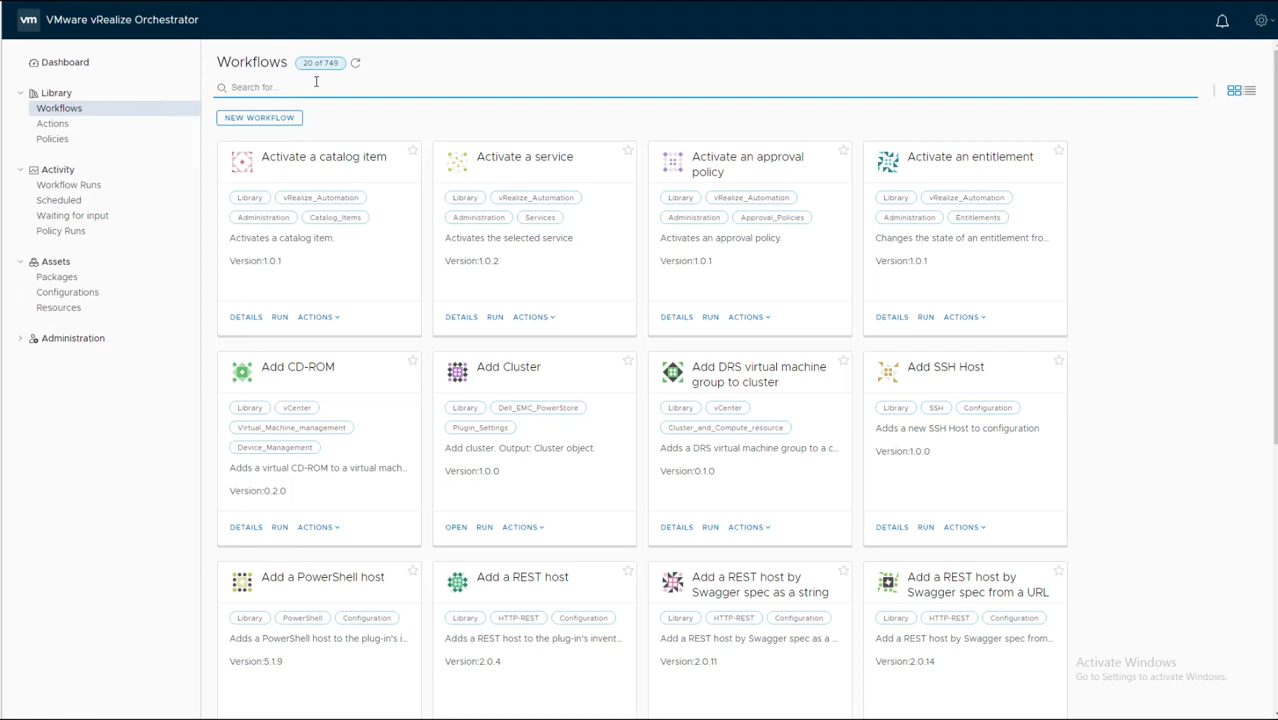 vm VMware vRealize Orchestrator
Dashboard
Library
Workflows
Actions
Policies
Activity
Workflow Runs
Scheduled
Waiting for input
Policy Runs
Assets
Packages
Configurations
Resources
Administration
Workflows 20 of 749
Search for...
NEW WORKFLOW
Activate a catalog item
Library vRealize_Automation
Administration Catalog_Items
Activates a catalog item.
Version:1.0.1
DETAILS RUN ACTIONS
Activate a service
Library vRealize_Automation
Administration Services
Activates the selected service
Version:1.0.2
DETAILS RUN ACTIONS
Activate an approval
policy
Library vRealize_Automation
Administration Approval_Policies
Activates an approval policy.
Version:1.0.1
DETAILS RUN ACTIONS
Activate an entitlement
Library vRealize_Automation
Administration Entitlements
Changes the state of an entitlement fro...
Version:1.0.1
DETAILS RUN ACTIONS
Add CD-ROM
Library vCenter
Virtual_Machine_management
Device_Management
Adds a virtual CD-ROM to a virtual mach...
Version:0.2.0
DETAILS RUN ACTIONS
Add Cluster
Library Dell_EMC_PowerStore
Plugin_Settings
Add cluster. Output: Cluster object.
Version:1.0.0
OPEN RUN ACTIONS
Add DRS virtual machine
group to cluster
Library vCenter
Cluster_and_Compute_resource
Adds a DRS virtual machine group to a c...
Version:0.1.0
DETAILS RUN ACTIONS
Add SSH Host
Library SSH Configuration
Adds a new SSH Host to configuration
Version:1.0.0
DETAILS RUN ACTIONS
Add a PowerShell host
Library PowerShell Configuration
Adds a PowerShell host to the plug-in's i...
Version:5.1.9
Add a REST host
Library HTTP-REST Configuration
Adds a REST host to the plug-in's invent...
Version:2.0.4
Add a REST host by
Swagger spec as a string
Library HTTP-REST Configuration
Add a REST host by Swagger spec as a ...
Version:2.0.11
Add a REST host by
Swagger spec from a URL
Library HTTP-REST Configuration
Add a REST host by Swagger spec from...
Version:2.0.14
Activate Windows
Go to Settings to activate Windows.